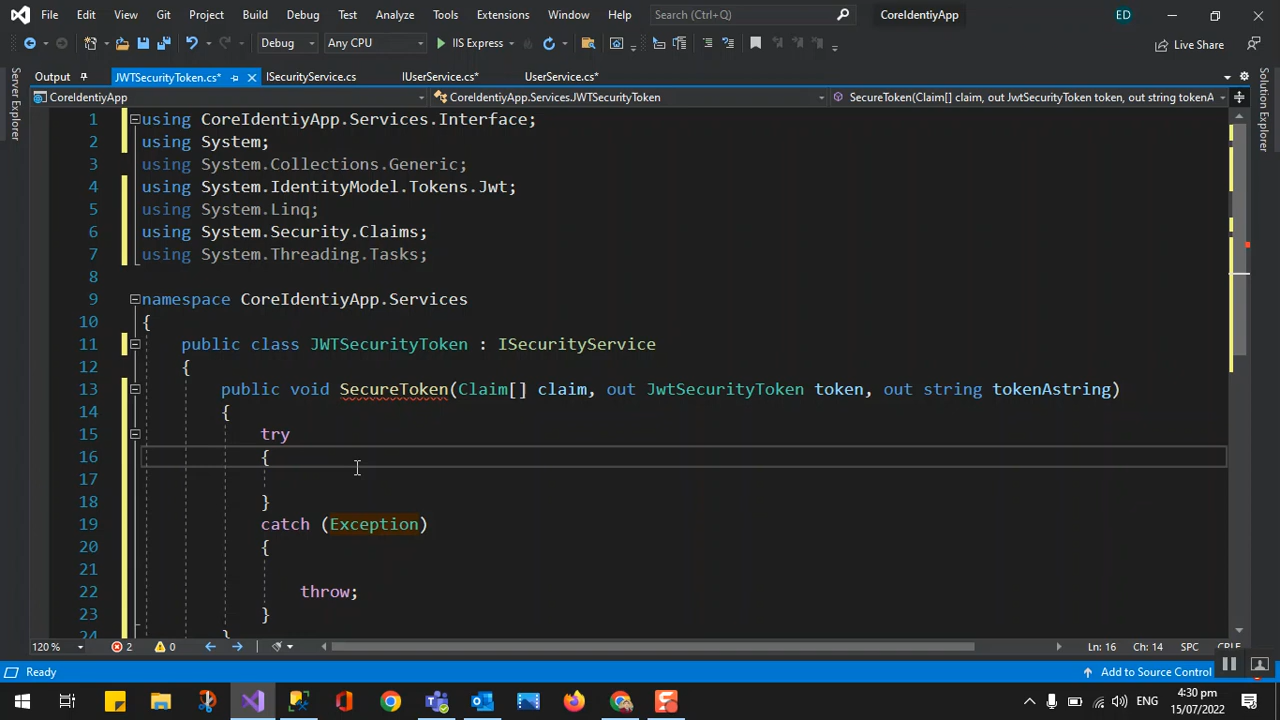 File Edit View Git Project Build Debug Test Analyze Tools Extensions Window Help Search (Ctrl+Q) CoreIdentiyApp ED
Debug Any CPU IIS Express Live Share
Output JWTSecurityToken.cs* ISecurityService.cs IUserService.cs* UserService.cs*
CoreIdentiyApp CoreIdentiyApp.Services.JWTSecurityToken SecureToken(Claim[] claim, out JwtSecurityToken token, out string tokenA
Server Explorer
Solution Explorer
1 using CoreIdentiyApp.Services.Interface;
2 using System;
3 using System.Collections.Generic;
4 using System.IdentityModel.Tokens.Jwt;
5 using System.Linq;
6 using System.Security.Claims;
7 using System.Threading.Tasks;
8
9 namespace CoreIdentiyApp.Services
10 {
11 public class JWTSecurityToken : ISecurityService
12 {
13 public void SecureToken(Claim[] claim, out JwtSecurityToken token, out string tokenAstring)
14 {
15 try
16 {
17
18 }
19 catch (Exception)
20 {
21
22 throw;
23 }
24 }
120 % 2 0 Ln: 16 Ch: 14 SPC CRLF
Ready Add to Source Control
ENG 4:30 pm
15/07/2022